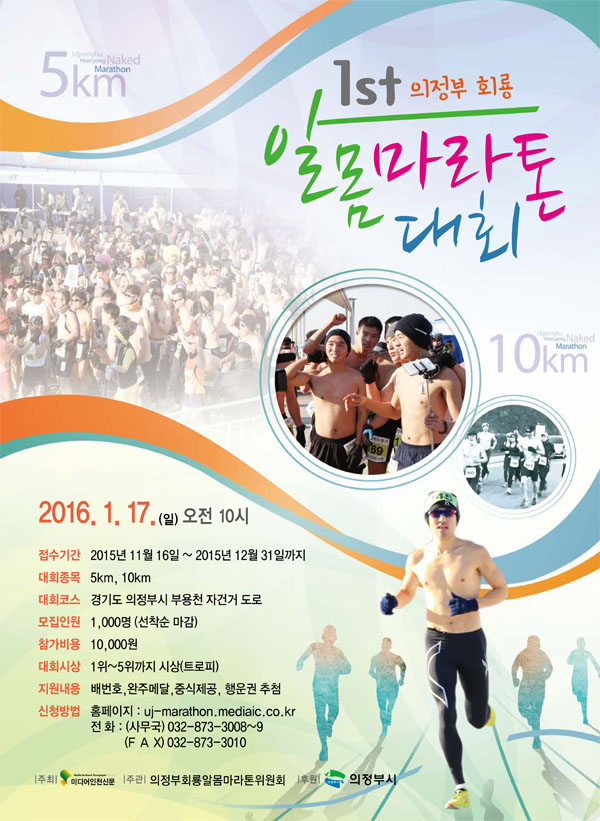 Uijeongbu
Hoeryong Naked
Marathon
5km
1st 의정부 회룡
알몸마라톤
대회
Uijeongbu
Hoeryong Naked
Marathon
10km
2016. 1. 17.(일) 오전 10시
접수기간 2015년 11월 16일 ~ 2015년 12월 31일까지
대회종목 5km, 10km
대회코스 경기도 의정부시 부용천 자건거 도로
모집인원 1,000명 (선착순 마감)
참가비용 10,000원
대회시상 1위~5위까지 시상(트로피)
지원내용 배번호,완주메달,중식제공, 행운권 추첨
신청방법 홈페이지 : uj-marathon.mediaic.co.kr
전 화 : (사무국) 032-873-3008~9
(F A X) 032-873-3010
|주최| 미디어인천신문 |주관| 의정부회룡알몸마라톤위원회 |후원| 의정부시